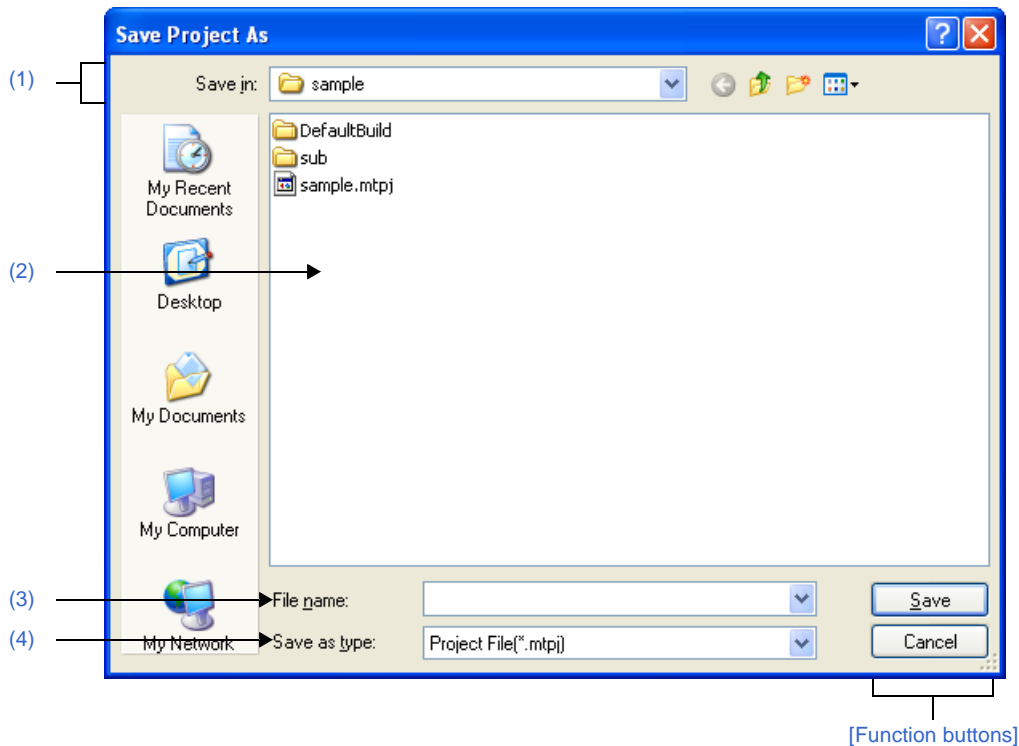 Save Project As
(1)
Save in:
sample
DefaultBuild
sub
sample.mtpj
My Recent
Documents
(2)
Desktop
My Documents
My Computer
(3)
File name:
Save
(4)
My Network
Save as type:
Project File(*.mtpj)
Cancel
[Function buttons]